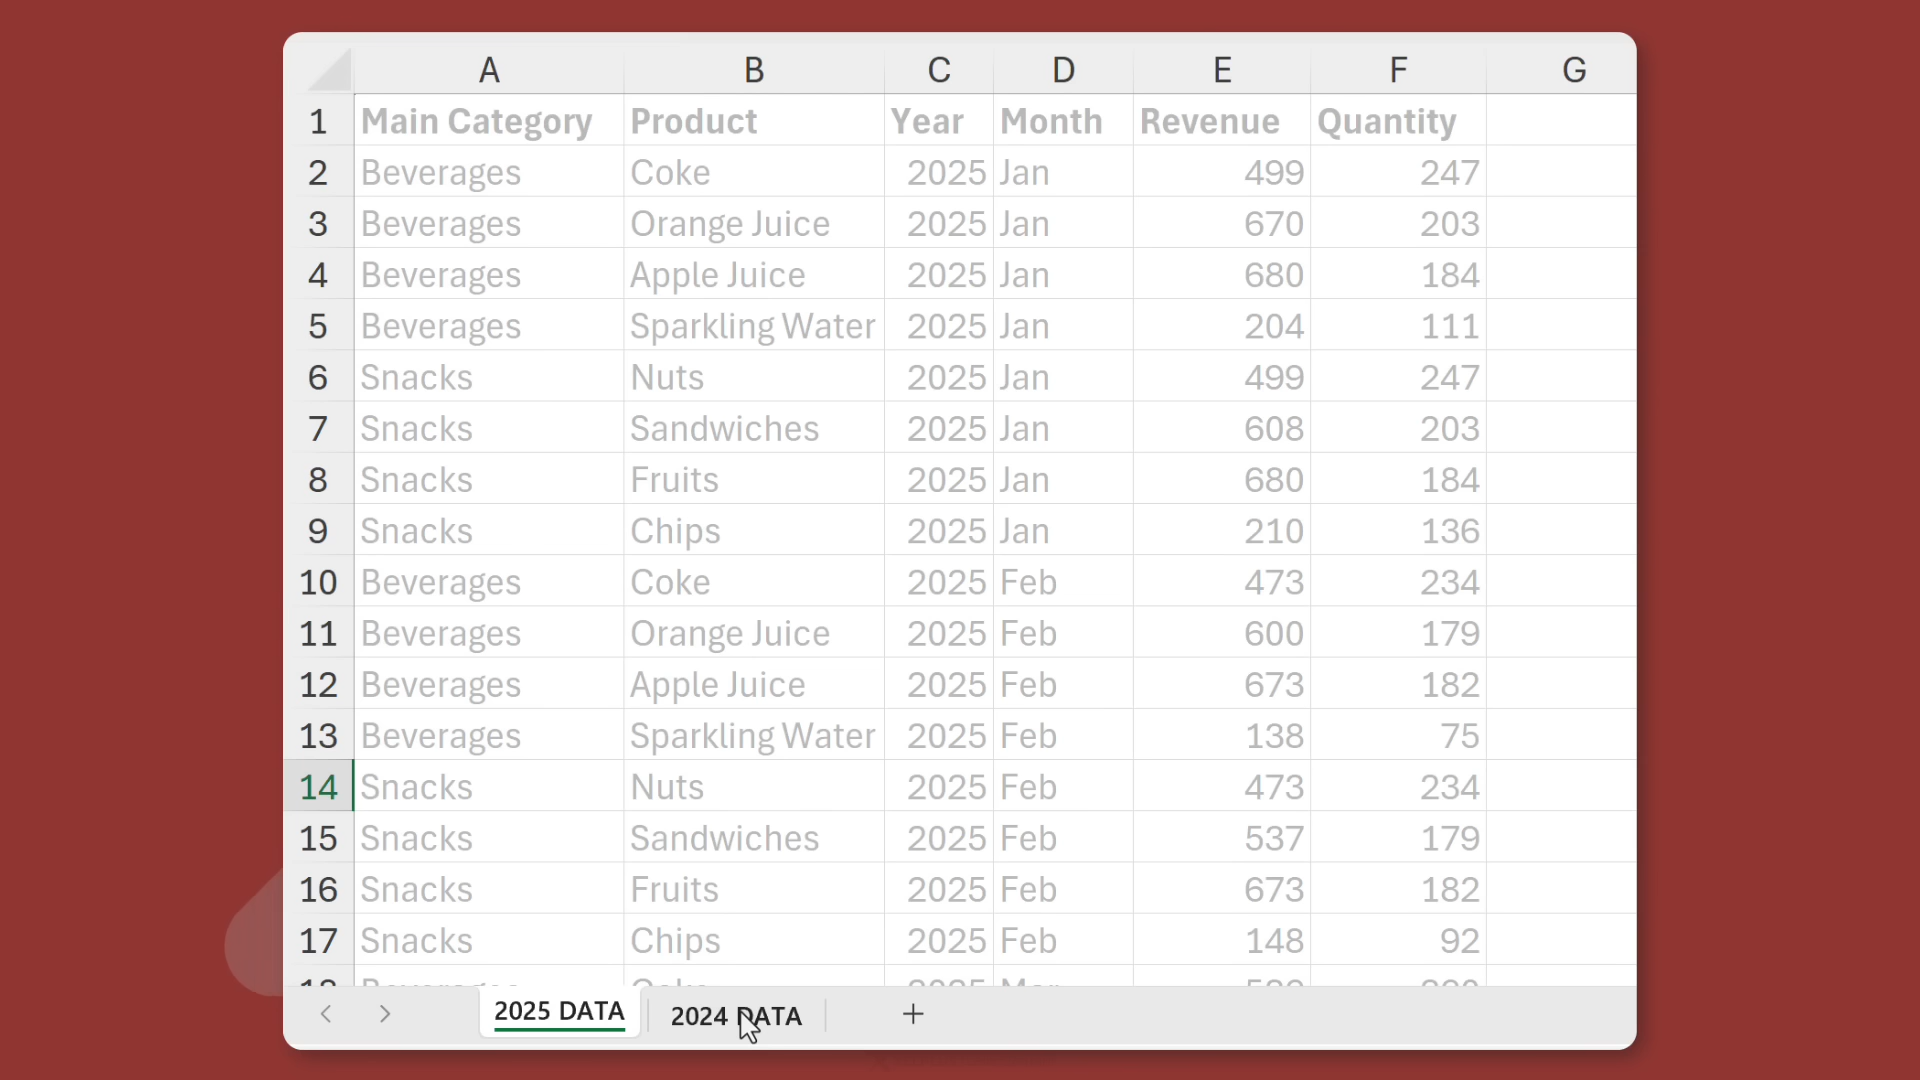 A B C D E F G
1 Main Category Product Year Month Revenue Quantity
2 Beverages Coke 2025 Jan 499 247
3 Beverages Orange Juice 2025 Jan 670 203
4 Beverages Apple Juice 2025 Jan 680 184
5 Beverages Sparkling Water 2025 Jan 204 111
6 Snacks Nuts 2025 Jan 499 247
7 Snacks Sandwiches 2025 Jan 608 203
8 Snacks Fruits 2025 Jan 680 184
9 Snacks Chips 2025 Jan 210 136
10 Beverages Coke 2025 Feb 473 234
11 Beverages Orange Juice 2025 Feb 600 179
12 Beverages Apple Juice 2025 Feb 673 182
13 Beverages Sparkling Water 2025 Feb 138 75
14 Snacks Nuts 2025 Feb 473 234
15 Snacks Sandwiches 2025 Feb 537 179
16 Snacks Fruits 2025 Feb 673 182
17 Snacks Chips 2025 Feb 148 92
2025 DATA 2024 DATA